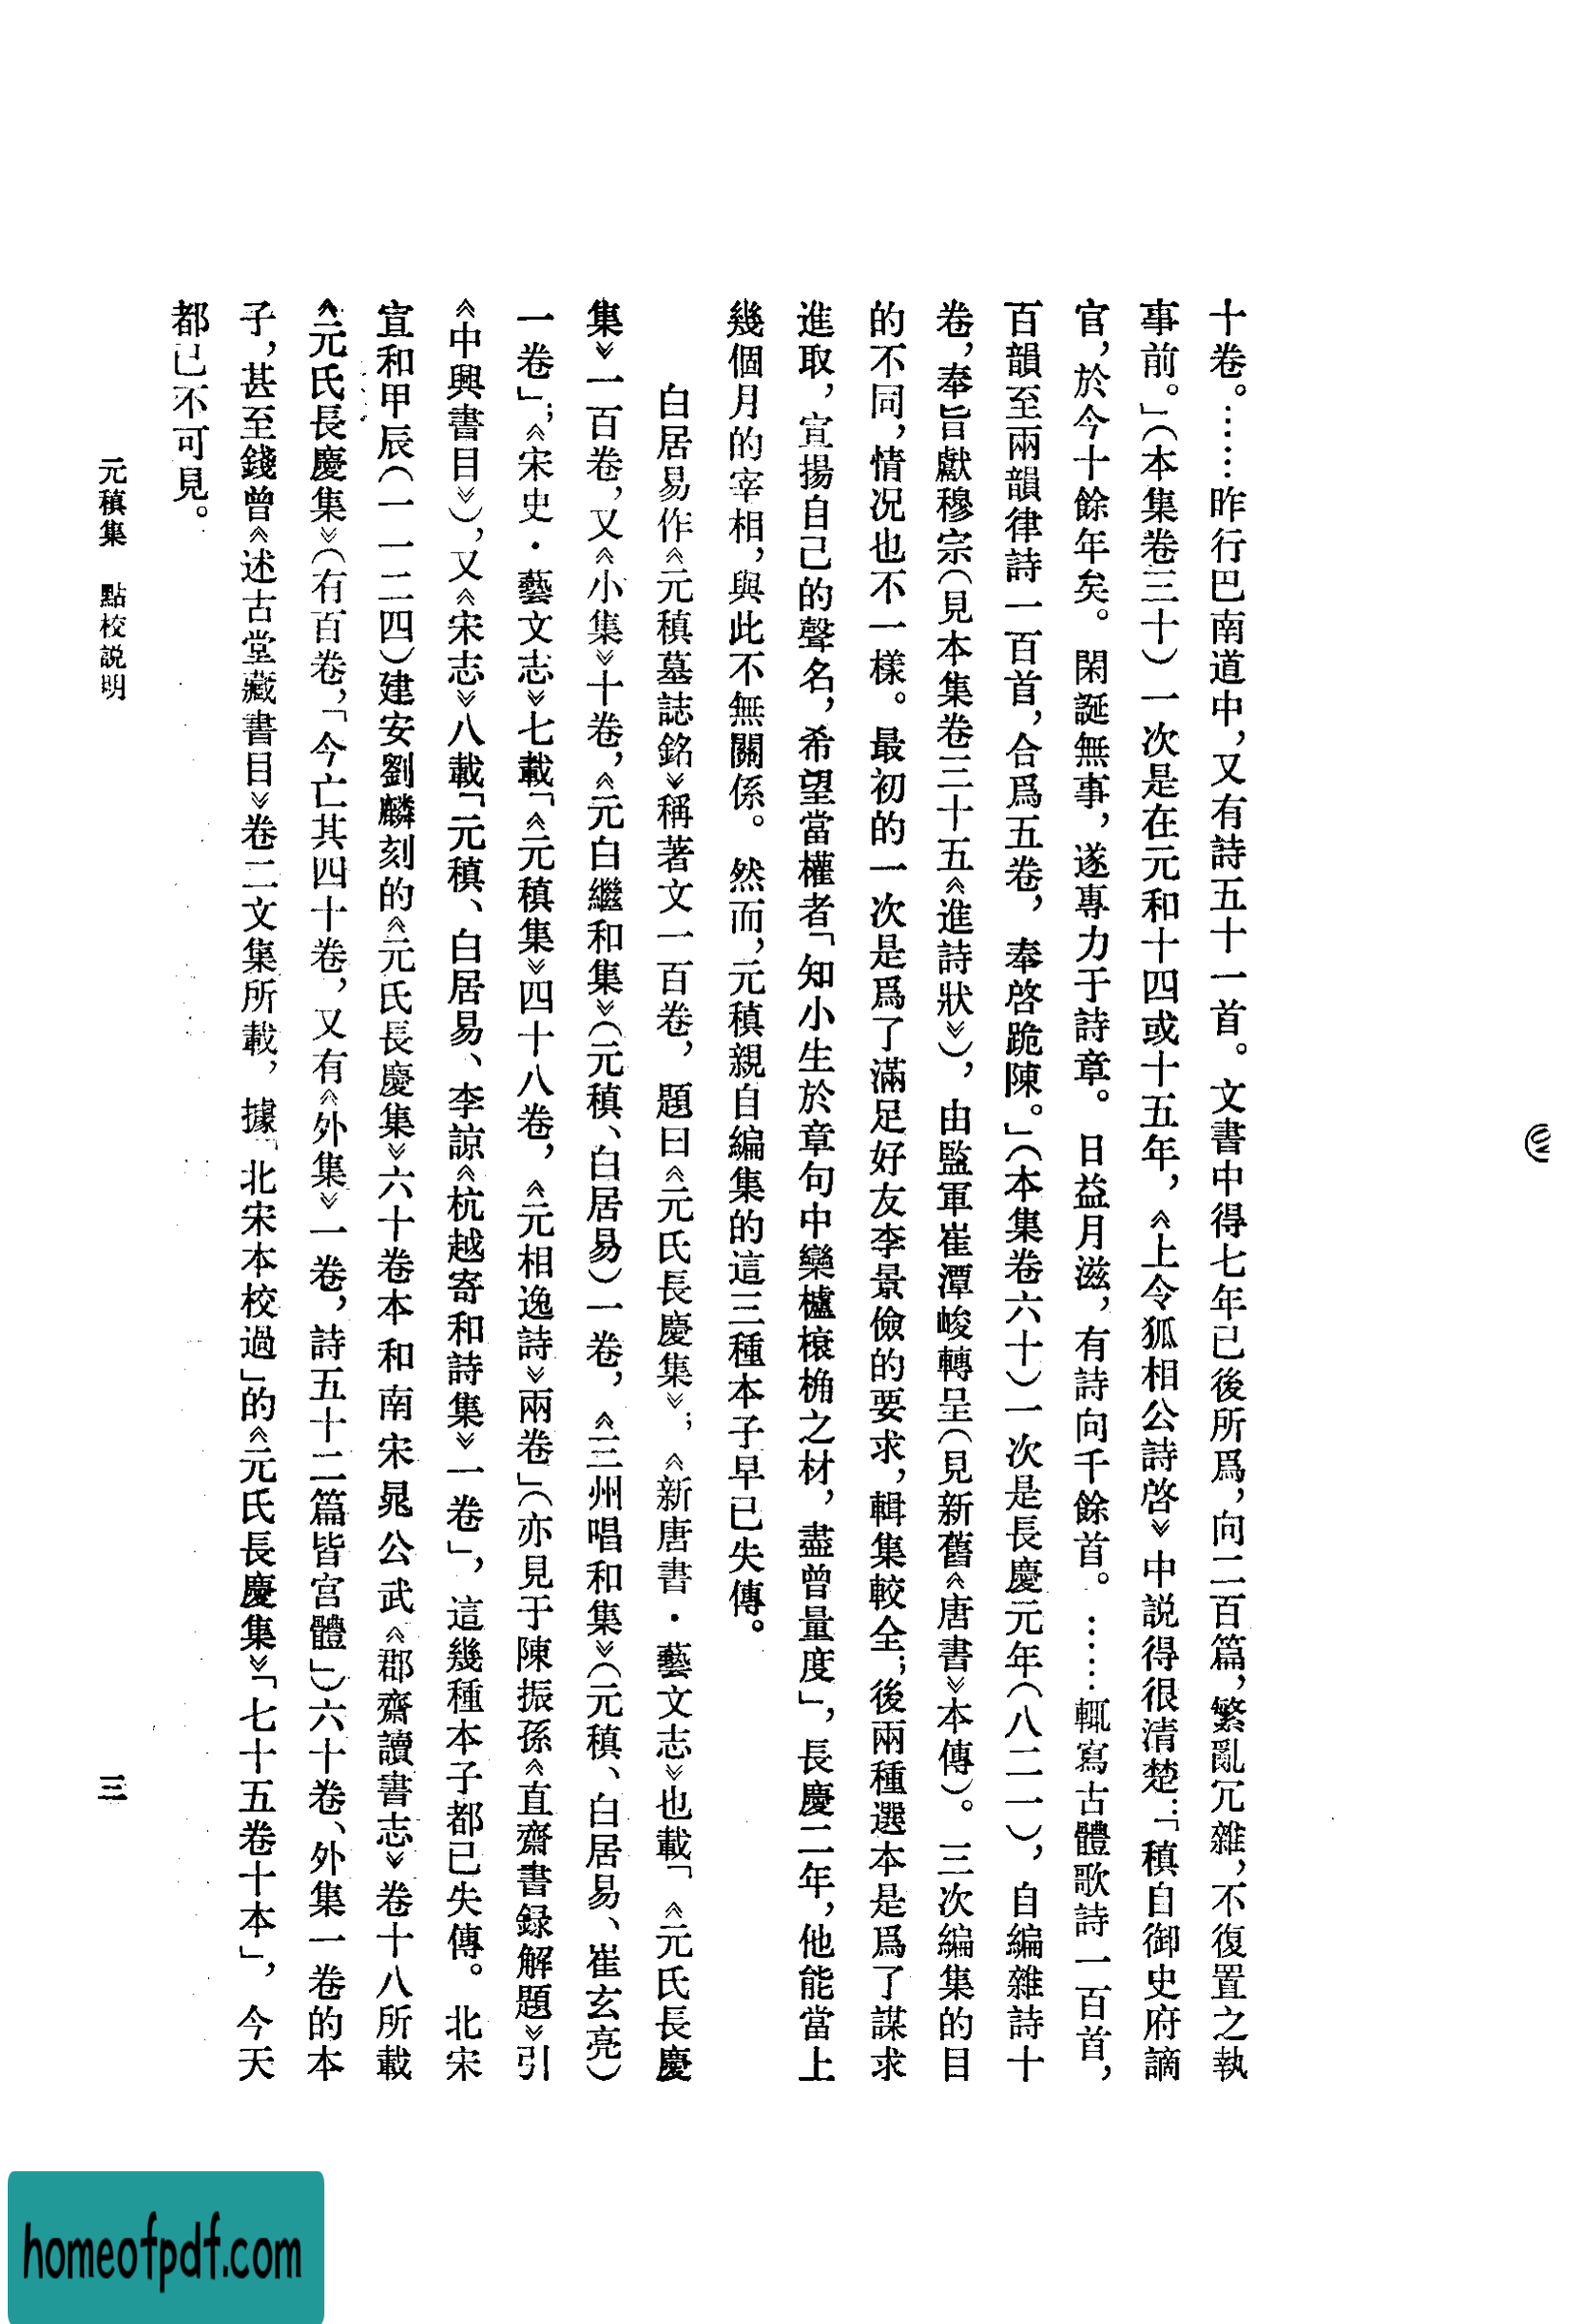 十卷。……昨行巴南道中，又有詩五十一首。文書中得七年已後所爲，向二百篇，繁亂冗雜，不復置之執
事前。」（本集卷三十）一次是在元和十四或十五年，《上令狐相公詩啓》中説得很清楚：「稹自御史府謫
官，於今十餘年矣。閑誕無事，遂專力于詩章。日益月滋，有詩向千餘首。……輒寫古體歌詩一百首，
百韻至兩韻律詩一百首，合爲五卷，奉啓跪陳。」（本集卷六十）一次是長慶元年（八二一），自編雜詩十
卷，奉旨獻穆宗（見本集卷三十五《進詩狀》），由監軍崔潭峻轉呈（見新舊《唐書》本傳）。三次編集的目
的不同，情况也不一樣。最初的一次是爲了滿足好友李景儉的要求，輯集較全；後兩種選本是爲了謀求
進取，宣揚自己的聲名，希望當權者「知小生於章句中欒櫨榱桷之材，盡曾量度」，長慶二年，他能當上
幾個月的宰相，與此不無關係。然而，元稹親自編集的這三種本子早已失傳。
白居易作《元稹墓誌銘》稱著文一百卷，題曰《元氏長慶集》；《新唐書·藝文志》也載「《元氏長慶
集》一百卷，又《小集》十卷，《元白繼和集》（元稹、白居易）一卷，《三州唱和集》（元稹、白居易、崔玄亮）
一卷」；《宋史·藝文志》七載「《元稹集》四十八卷，《元相逸詩》兩卷」（亦見于陳振孫《直齋書録解題》引
《中興書目》），又《宋志》八載「元稹、白居易、李諒《杭越寄和詩集》一卷」，這幾種本子都已失傳。北宋
宣和甲辰（一一二四）建安劉麟刻的《元氏長慶集》六十卷本和南宋晁公武《郡齋讀書志》卷十八所載
《元氏長慶集》（有百卷，「今亡其四十卷，又有《外集》一卷，詩五十二篇皆宮體」）六十卷、外集一卷的本
子，甚至錢曾《述古堂藏書目》卷二文集所載，據「北宋本校過」的《元氏長慶集》「七十五卷十本」，今天
都已不可見。
元稹集 點校説明
三
homeofpdf.com